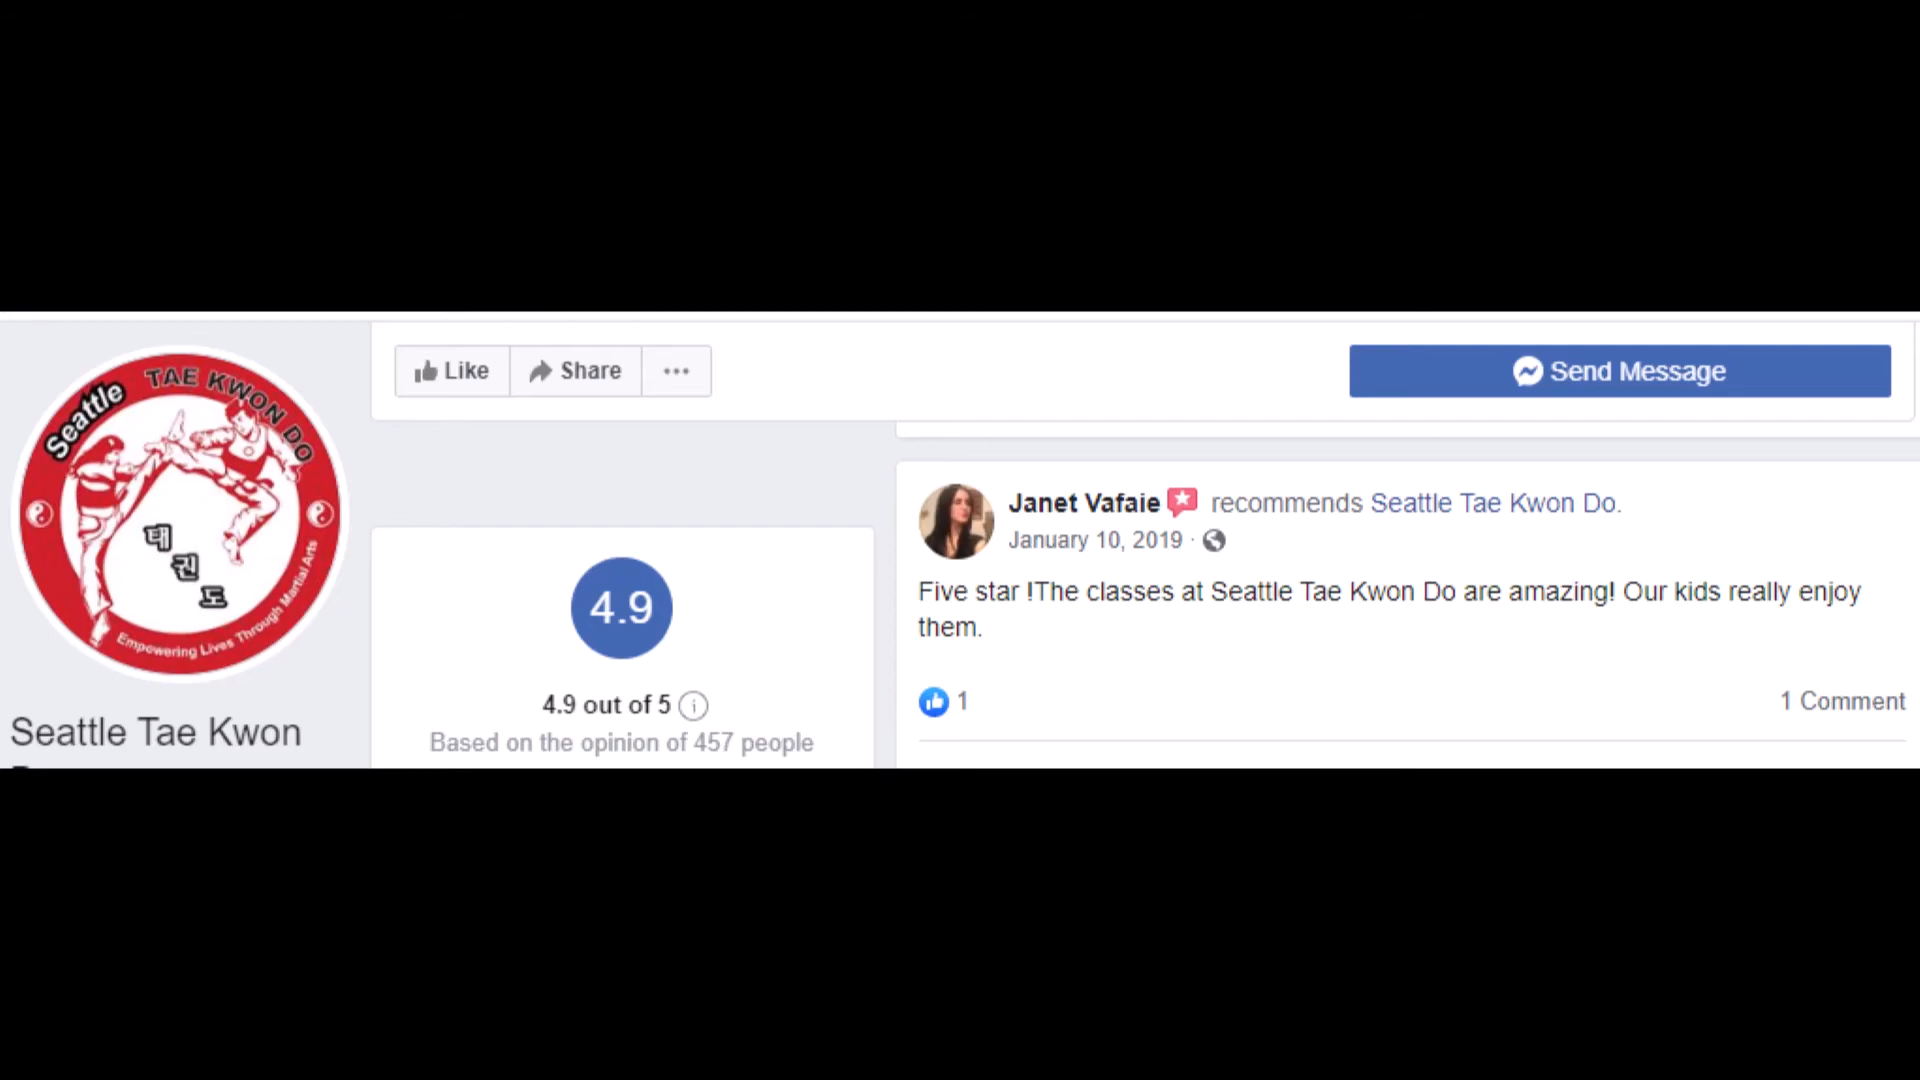 Seattle TAE KWON DO
태
권
도
Empowering Lives Through Martial Arts
Seattle Tae Kwon
Like
Share
Send Message
4.9
4.9 out of 5
Based on the opinion of 457 people
Janet Vafaie recommends Seattle Tae Kwon Do.
January 10, 2019 ·
Five star !The classes at Seattle Tae Kwon Do are amazing! Our kids really enjoy
them.
1
1 Comment